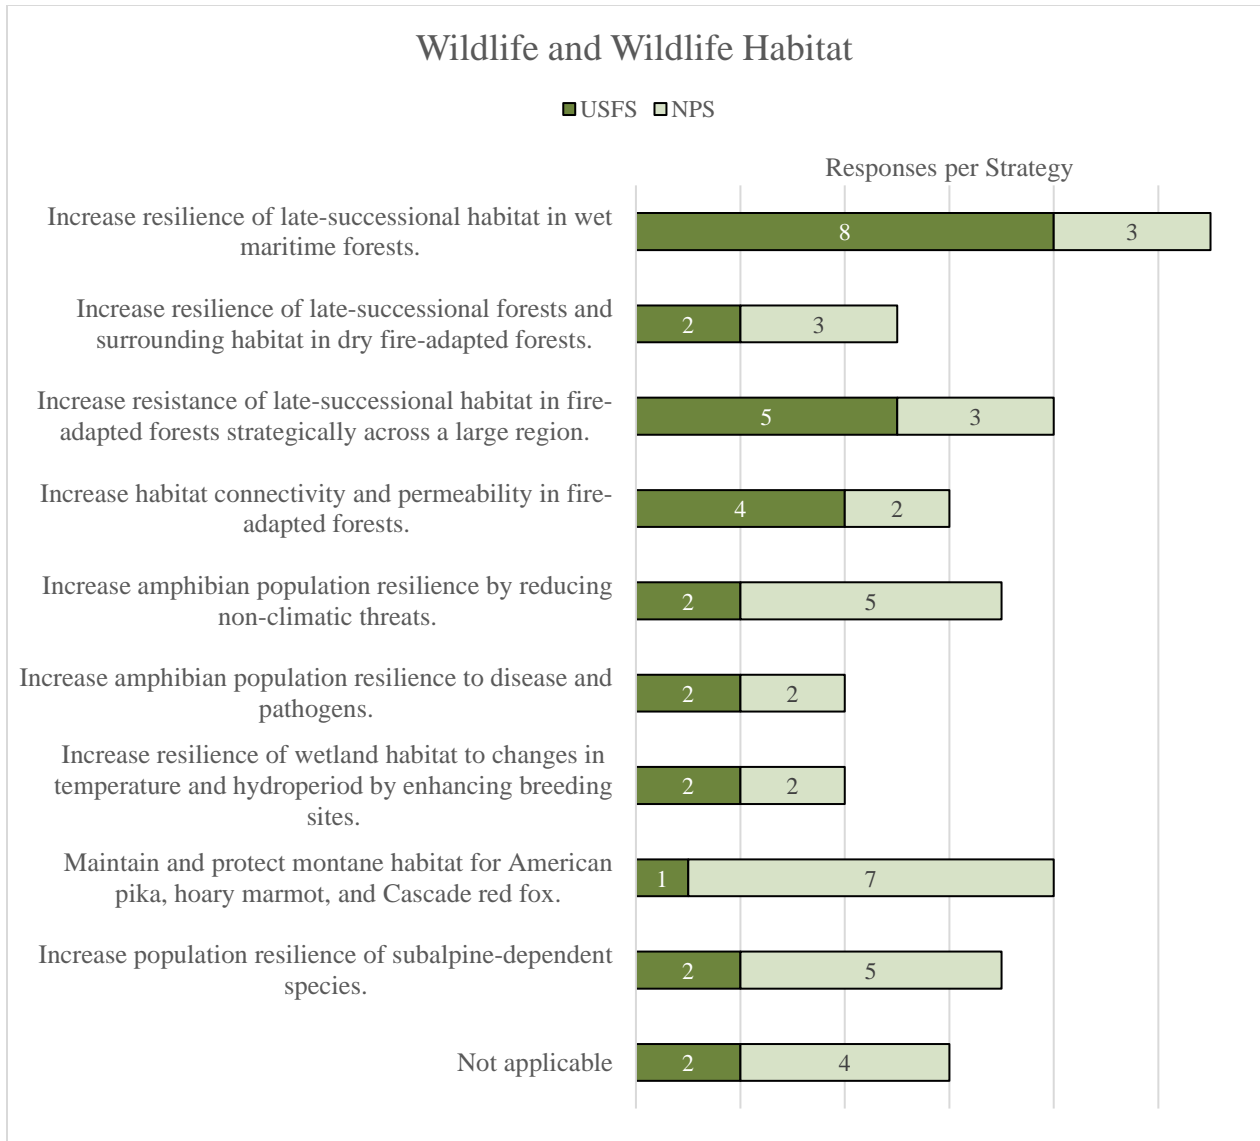 Wildlife and Wildlife Habitat
USFS NPS
Responses per Strategy
Increase resilience of late-successional habitat in wet
maritime forests.
8 3
Increase resilience of late-successional forests and
surrounding habitat in dry fire-adapted forests.
2 3
Increase resistance of late-successional habitat in fire-
adapted forests strategically across a large region.
5 3
Increase habitat connectivity and permeability in fire-
adapted forests.
4 2
Increase amphibian population resilience by reducing
non-climatic threats.
2 5
Increase amphibian population resilience to disease and
pathogens.
2 2
Increase resilience of wetland habitat to changes in
temperature and hydroperiod by enhancing breeding
sites.
2 2
Maintain and protect montane habitat for American
pika, hoary marmot, and Cascade red fox.
1 7
Increase population resilience of subalpine-dependent
species.
2 5
Not applicable
2 4